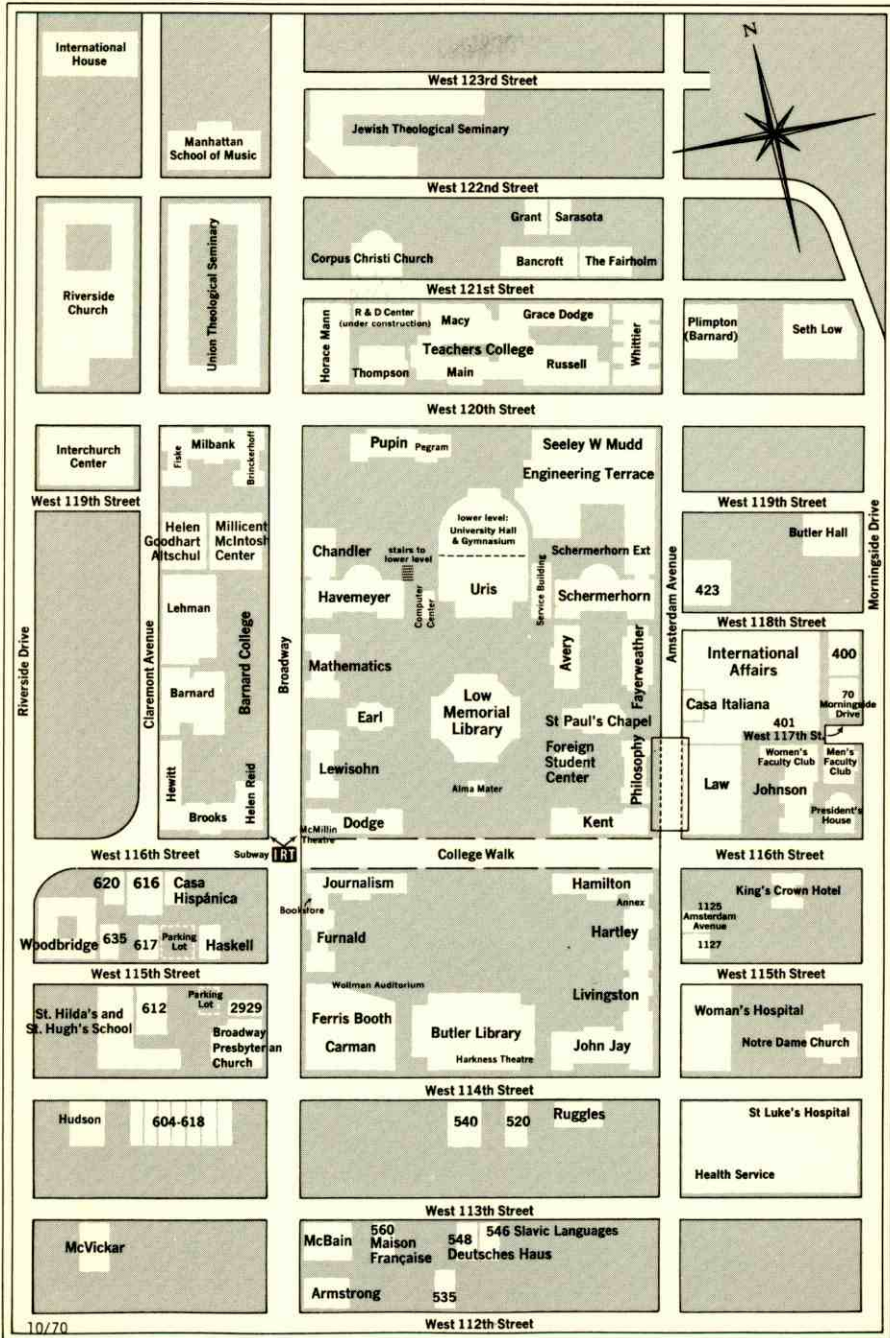 N
International
House
West 123rd Street
Manhattan
School of Music
Jewish Theological Seminary
West 122nd Street
Riverside
Church
Union Theological Seminary
Corpus Christi Church
Grant
Sarasota
Bancroft
The Fairholm
West 121st Street
Horace Mann
R & D Center
(under construction)
Macy
Grace Dodge
Teachers College
Thompson
Main
Russell
Whittier
Plimpton
(Barnard)
Seth Low
West 120th Street
Interchurch
Center
Fiske
Milbank
Brinckerhoff
Pupin
Pegram
Seeley W Mudd
Engineering Terrace
West 119th Street
West 119th Street
Helen
Goodhart
Altschul
Millicent
McIntosh
Center
Chandler
stairs to
lower level
lower level:
University Hall
& Gymnasium
Schermerhorn Ext
Butler Hall
423
Lehman
Havemeyer
Computer
Center
Uris
Service Building
Schermerhorn
West 118th Street
Riverside Drive
Claremont Avenue
Barnard College
Broadway
Amsterdam Avenue
Morningside Drive
Mathematics
Avery
Fayerweather
International
Affairs
400
Barnard
Earl
Low
Memorial
Library
St Paul's Chapel
Casa Italiana
70
Morningside
Drive
401
West 117th St.
Hewitt
Lewisohn
Foreign
Student
Center
Philosophy
Law
Women's
Faculty Club
Men's
Faculty
Club
Johnson
President's
House
Alma Mater
Brooks
Helen Reid
Dodge
McMillin
Theatre
Kent
West 116th Street
Subway
IRT
College Walk
West 116th Street
620
616
Casa
Hispánica
Journalism
Bookstore
Hamilton
Annex
King's Crown Hotel
1125
Amsterdam
Avenue
1127
Woodbridge
635
617
Parking
Lot
Haskell
Furnald
Hartley
West 115th Street
West 115th Street
St. Hilda's and
St. Hugh's School
612
Parking
Lot
2929
Broadway
Presbyterian
Church
Wollman Auditorium
Ferris Booth
Carman
Butler Library
Harkness Theatre
Livingston
John Jay
Woman's Hospital
Notre Dame Church
West 114th Street
Hudson
604-618
540
520
Ruggles
St Luke's Hospital
Health Service
West 113th Street
McVickar
McBain
560
Maison
Française
548
546 Slavic Languages
Deutsches Haus
Armstrong
535
West 112th Street
10/70